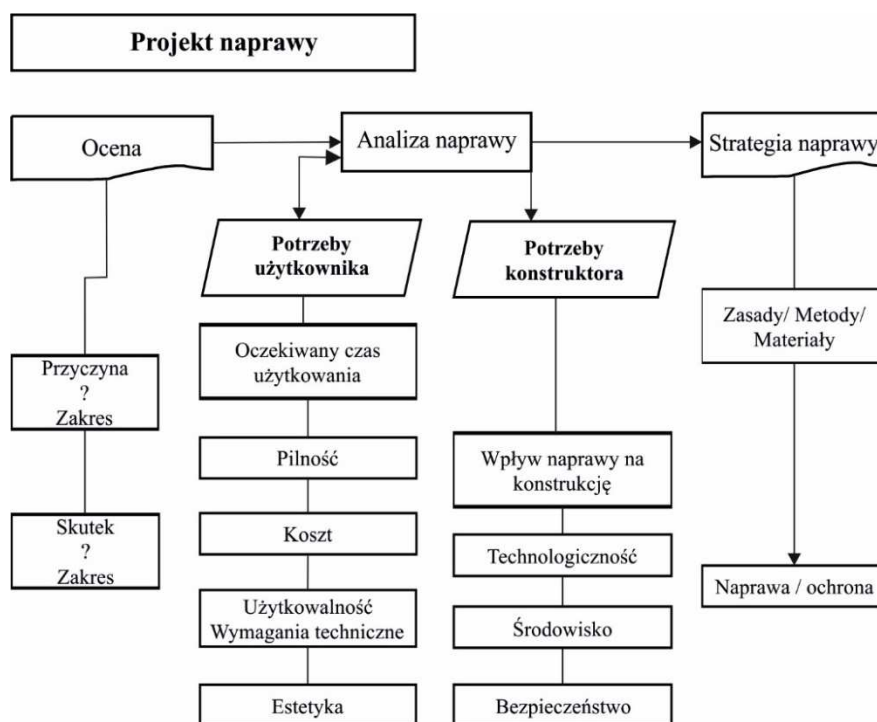 Projekt naprawy
Ocena
Analiza naprawy
Strategia naprawy
Potrzeby
użytkownika
Potrzeby
konstruktora
Oczekiwany czas
użytkowania
Zasady/ Metody/
Materiały
Przyczyna
?
Zakres
Pilność
Wpływ naprawy na
konstrukcję
Skutek
?
Zakres
Koszt
Technologiczność
Naprawa / ochrona
Użytkowalność
Wymagania techniczne
Środowisko
Estetyka
Bezpieczeństwo